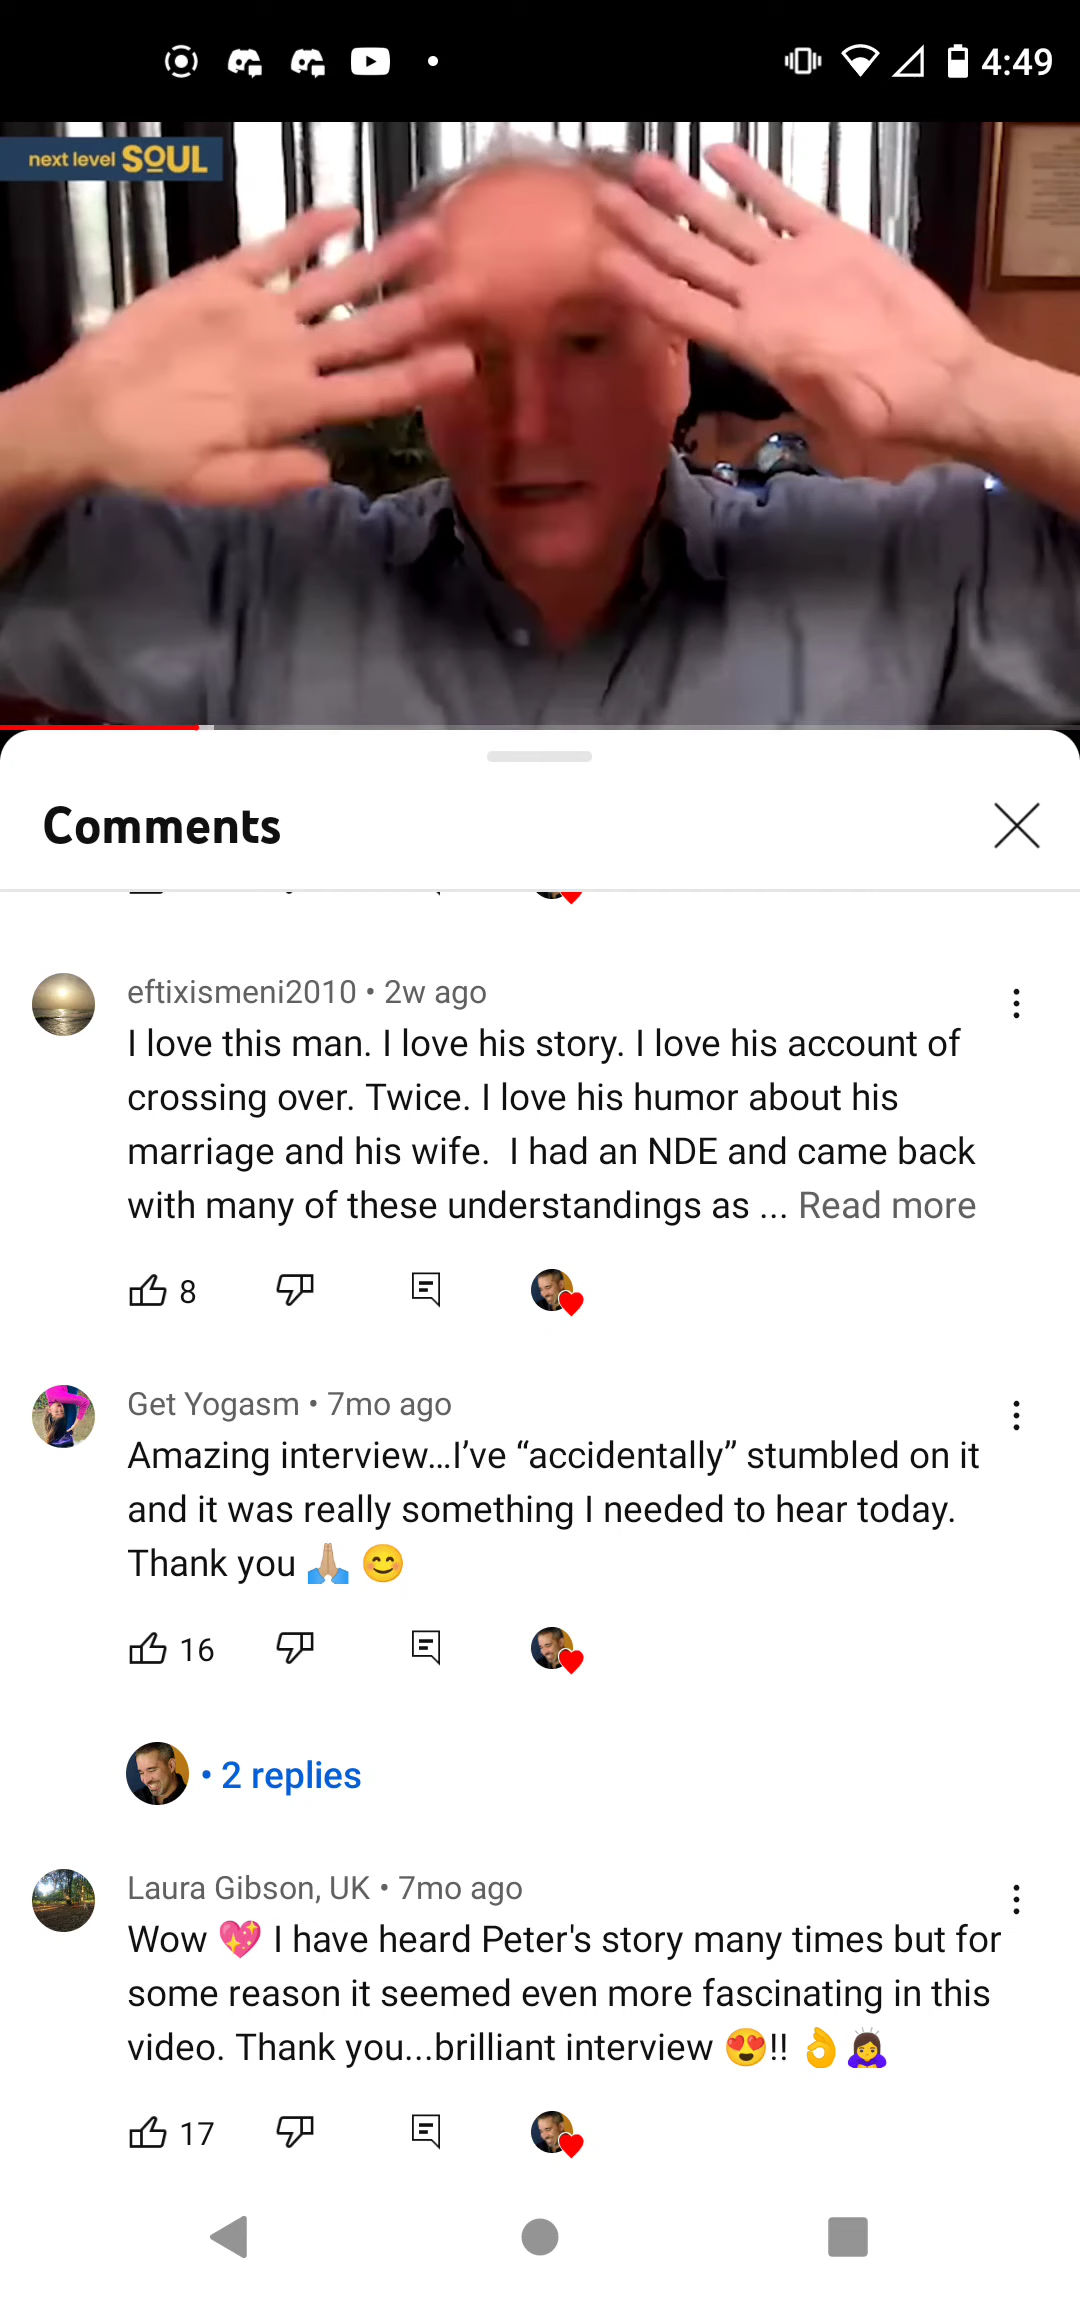 4:49
next level SOUL
Comments
eftixismeni2010 • 2w ago
I love this man. I love his story. I love his account of
crossing over. Twice. I love his humor about his
marriage and his wife.  I had an NDE and came back
with many of these understandings as ... Read more
8
Get Yogasm • 7mo ago
Amazing interview...I’ve “accidentally” stumbled on it
and it was really something I needed to hear today.
Thank you 🙏🏼 😊
16
• 2 replies
Laura Gibson, UK • 7mo ago
Wow 💖 I have heard Peter's story many times but for
some reason it seemed even more fascinating in this
video. Thank you...brilliant interview 😍!! 👌🙇‍♀️
17